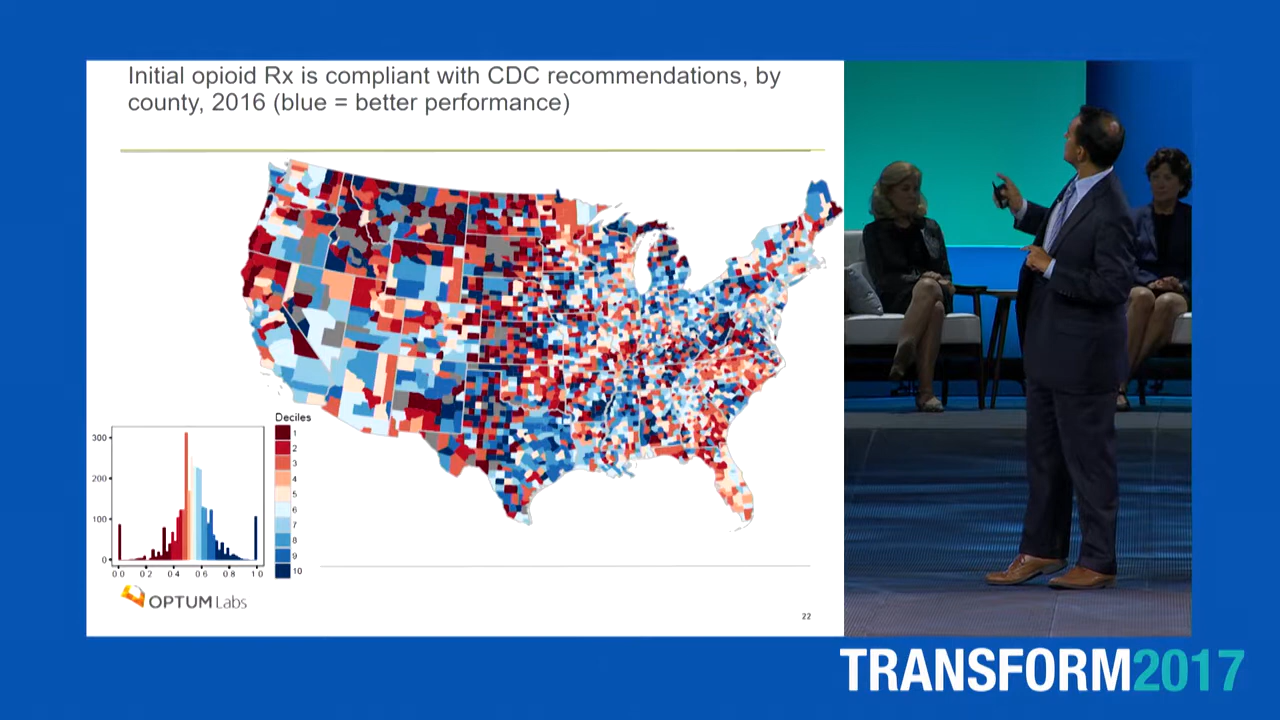 Initial opioid Rx is compliant with CDC recommendations, by
county, 2016 (blue = better performance)
Deciles
1
2
3
4
5
6
7
8
9
10
300
200
100
0
0 0 0 2 0 4 0 6 0 8 1 0
OPTUM Labs
22
TRANSFORM2017